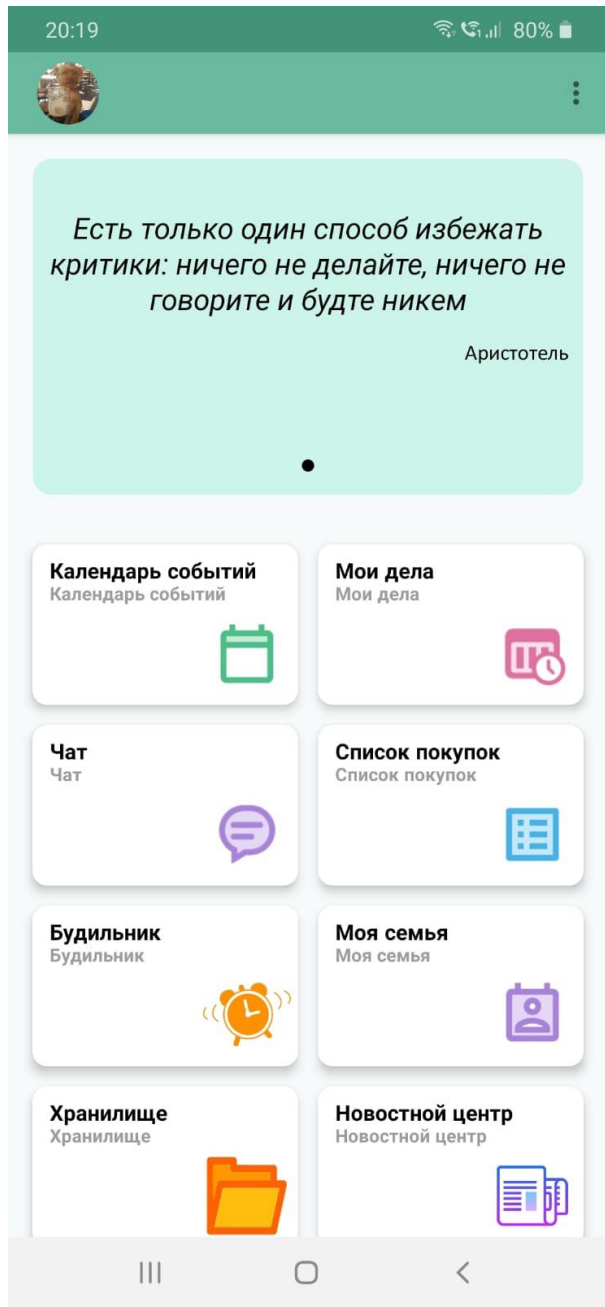 20:19
80%
Есть только один способ избежать
критики: ничего не делайте, ничего не
говорите и будте никем
Аристотель
Календарь событий
Календарь событий
Мои дела
Мои дела
Чат
Чат
Список покупок
Список покупок
Будильник
Будильник
Моя семья
Моя семья
Хранилище
Хранилище
Новостной центр
Новостной центр